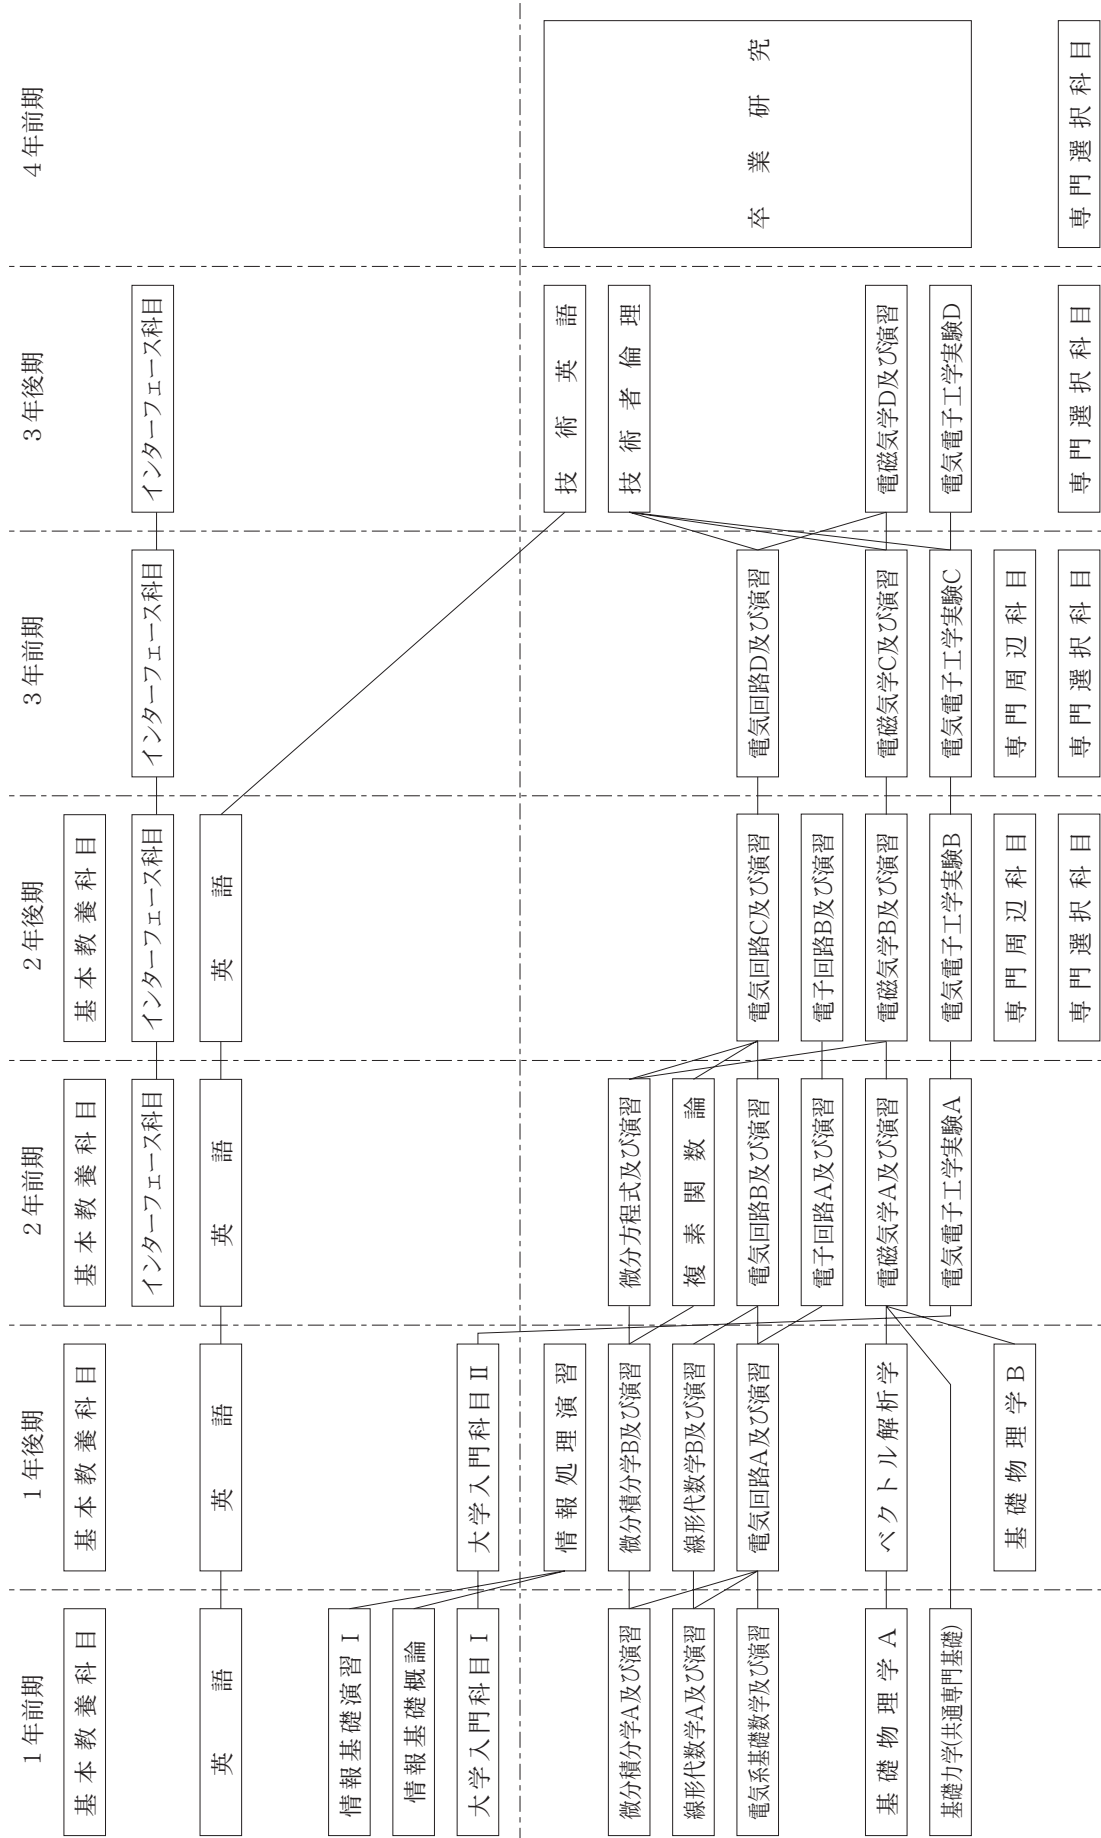 1年前期
基本教養科目
英語
情報基礎演習Ⅰ
情報基礎概論
大学入門科目Ⅰ
微分積分学A及び演習
線形代数学A及び演習
電気系基礎数学及び演習
基礎物理学A
基礎力学(共通専門基礎)
1年後期
基本教養科目
英語
大学入門科目Ⅱ
情報処理演習
微分積分学B及び演習
線形代数学B及び演習
電気回路A及び演習
ベクトル解析学
基礎物理学B
2年前期
基本教養科目
インターフェース科目
英語
微分方程式及び演習
複素関数論
電気回路B及び演習
電子回路A及び演習
電磁気学A及び演習
電気電子工学実験A
2年後期
基本教養科目
インターフェース科目
英語
電気回路C及び演習
電子回路B及び演習
電磁気学B及び演習
電気電子工学実験B
専門周辺科目
専門選択科目
3年前期
インターフェース科目
電気回路D及び演習
電磁気学C及び演習
電気電子工学実験C
専門周辺科目
専門選択科目
3年後期
インターフェース科目
技術英語
技術者倫理
電磁気学D及び演習
電気電子工学実験D
専門選択科目
4年前期
卒業研究
専門選択科目